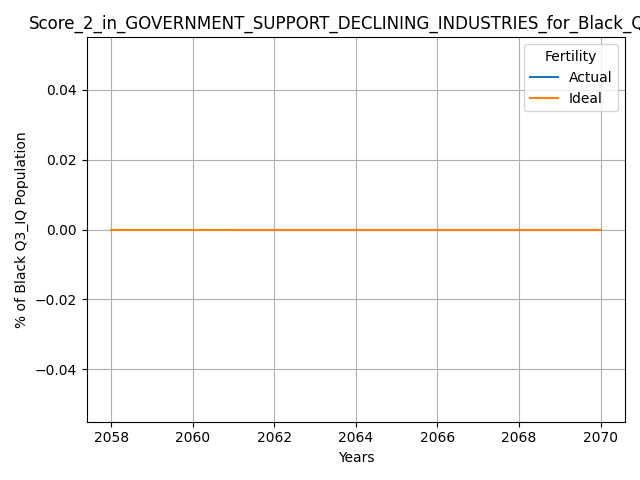 Score_2_in_GOVERNMENT_SUPPORT_DECLINING_INDUSTRIES_for_Black_Q
Fertility
Actual
Ideal
% of Black Q3_IQ Population
0.04
0.02
0.00
−0.02
−0.04
2058 2060 2062 2064 2066 2068 2070
Years